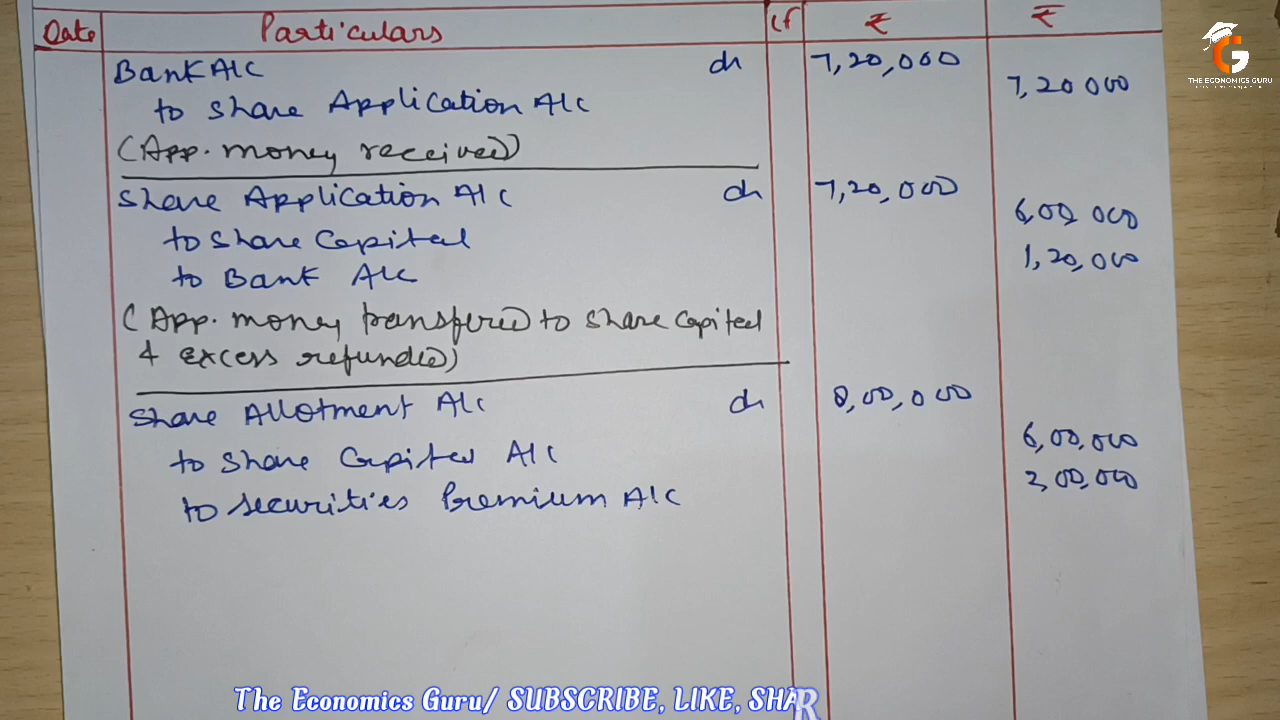 Date Particulars lf ₹ ₹
Bank A/c dr 7,20,000
to Share Application A/c 7,20,000
(App. money received)
Share Application A/c dr 7,20,000
to Share Capital 6,00,000
to Bank A/c 1,20,000
(App. money transfered to share capital
+ excess refunded)
Share Allotment A/c dr 8,00,000
to Share Capital A/c 6,00,000
to Securities Premium A/c 2,00,000
THE ECONOMICS GURU
The Economics Guru/ SUBSCRIBE, LIKE, SHAR